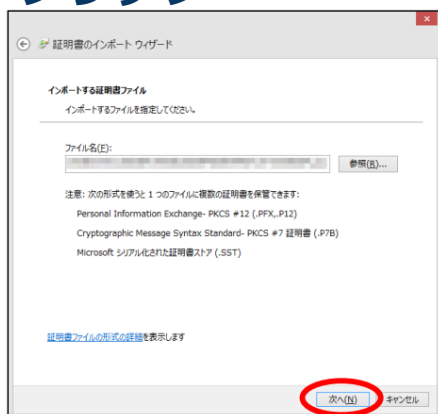 証明書のインポート ウィザード
インポートする証明書ファイル
インポートするファイルを指定してください。
ファイル名(F):
参照(R)...
注意: 次の形式を使うと 1 つのファイルに複数の証明書を保管できます:
Personal Information Exchange- PKCS #12 (.PFX,.P12)
Cryptographic Message Syntax Standard- PKCS #7 証明書 (.P7B)
Microsoft シリアル化された証明書ストア (.SST)
証明書ファイルの形式の詳細を表示します
次へ(N)
キャンセル